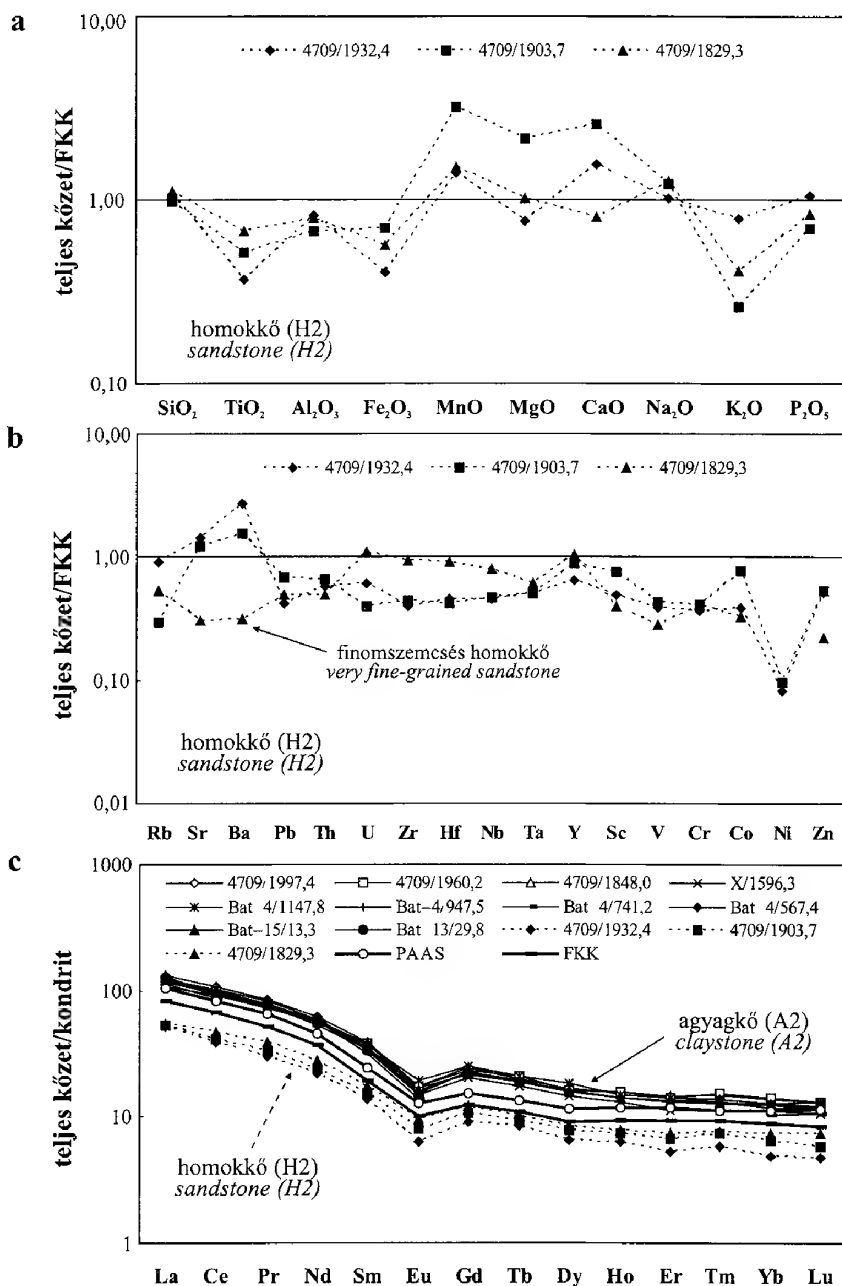 a
10,00
4709/1932,4 4709/1903,7 4709/1829,3
teljes kőzet/FKK
1,00
homokkő (H2)
sandstone (H2)
0,10
SiO₂ TiO₂ Al₂O₃ Fe₂O₃ MnO MgO CaO Na₂O K₂O P₂O₅
b
10,00
4709/1932,4 4709/1903,7 4709/1829,3
teljes kőzet/FKK
1,00
finomszemcsés homokkő
very fine-grained sandstone
0,10
homokkő (H2)
sandstone (H2)
0,01
Rb Sr Ba Pb Th U Zr Hf Nb Ta Y Sc V Cr Co Ni Zn
c
1000
4709/1997,4 4709/1960,2 4709/1848,0 X/1596,3
Bat 4/1147,8 Bat-4/947,5 Bat 4/741,2 Bat 4/567,4
Bat-15/13,3 Bat 13/29,8 4709/1932,4 4709/1903,7
4709/1829,3 PAAS FKK
teljes kőzet/kondrit
100
agyagkő (A2)
claystone (A2)
10
homokkő (H2)
sandstone (H2)
1
La Ce Pr Nd Sm Eu Gd Tb Dy Ho Er Tm Yb Lu